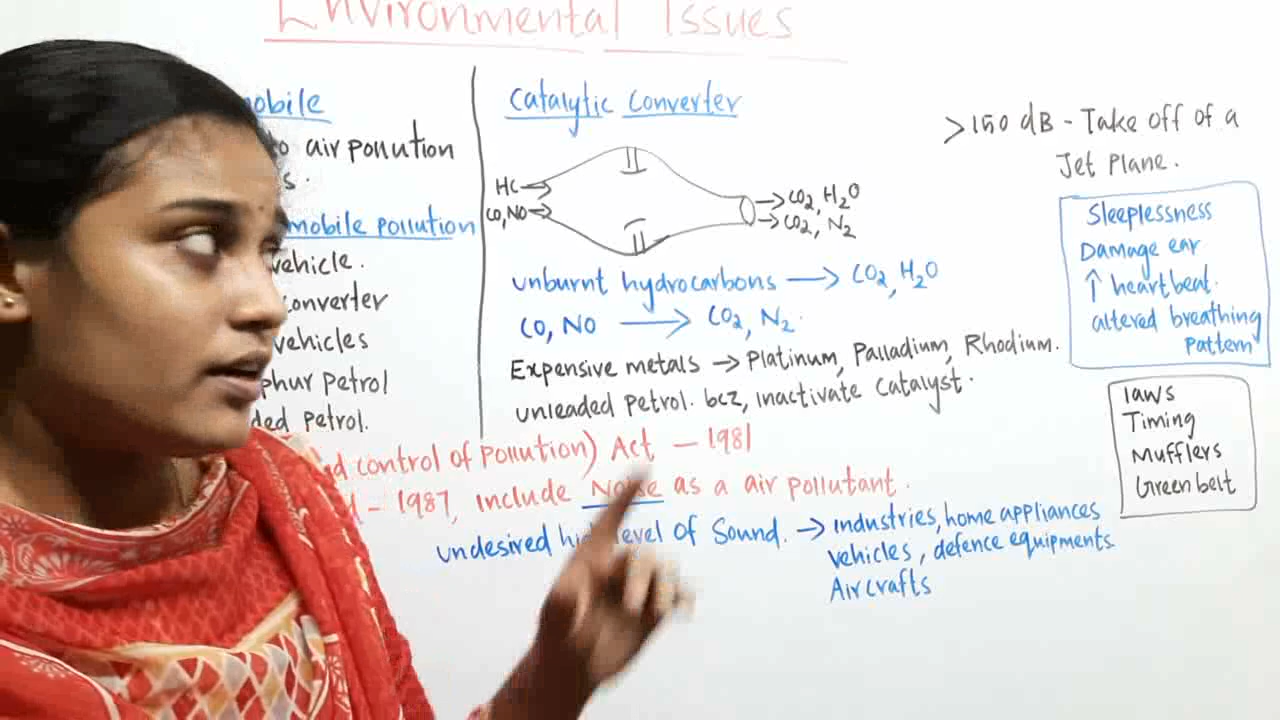 Environmental Issues
mobile
to air pollution
s.
mobile pollution
vehicle.
converter
vehicles
phur petrol
ded petrol.
Catalytic Converter
HC
CO, NO
CO2, H2O
CO2, N2
unburnt hydrocarbons → CO2, H2O
CO, NO → CO2, N2.
Expensive metals → Platinum, Palladium, Rhodium.
unleaded Petrol. bcz, inactivate Catalyst.
>150 dB - Take off of a
Jet Plane.
Sleeplessness
Damage ear
↑ heartbeat.
altered breathing
pattern
laws
Timing
Mufflers
Green belt
nd control of Pollution) Act - 1981
d - 1987, include Noise as a air pollutant.
undesired high level of Sound. → industries, home appliances
vehicles, defence equipments.
Aircrafts